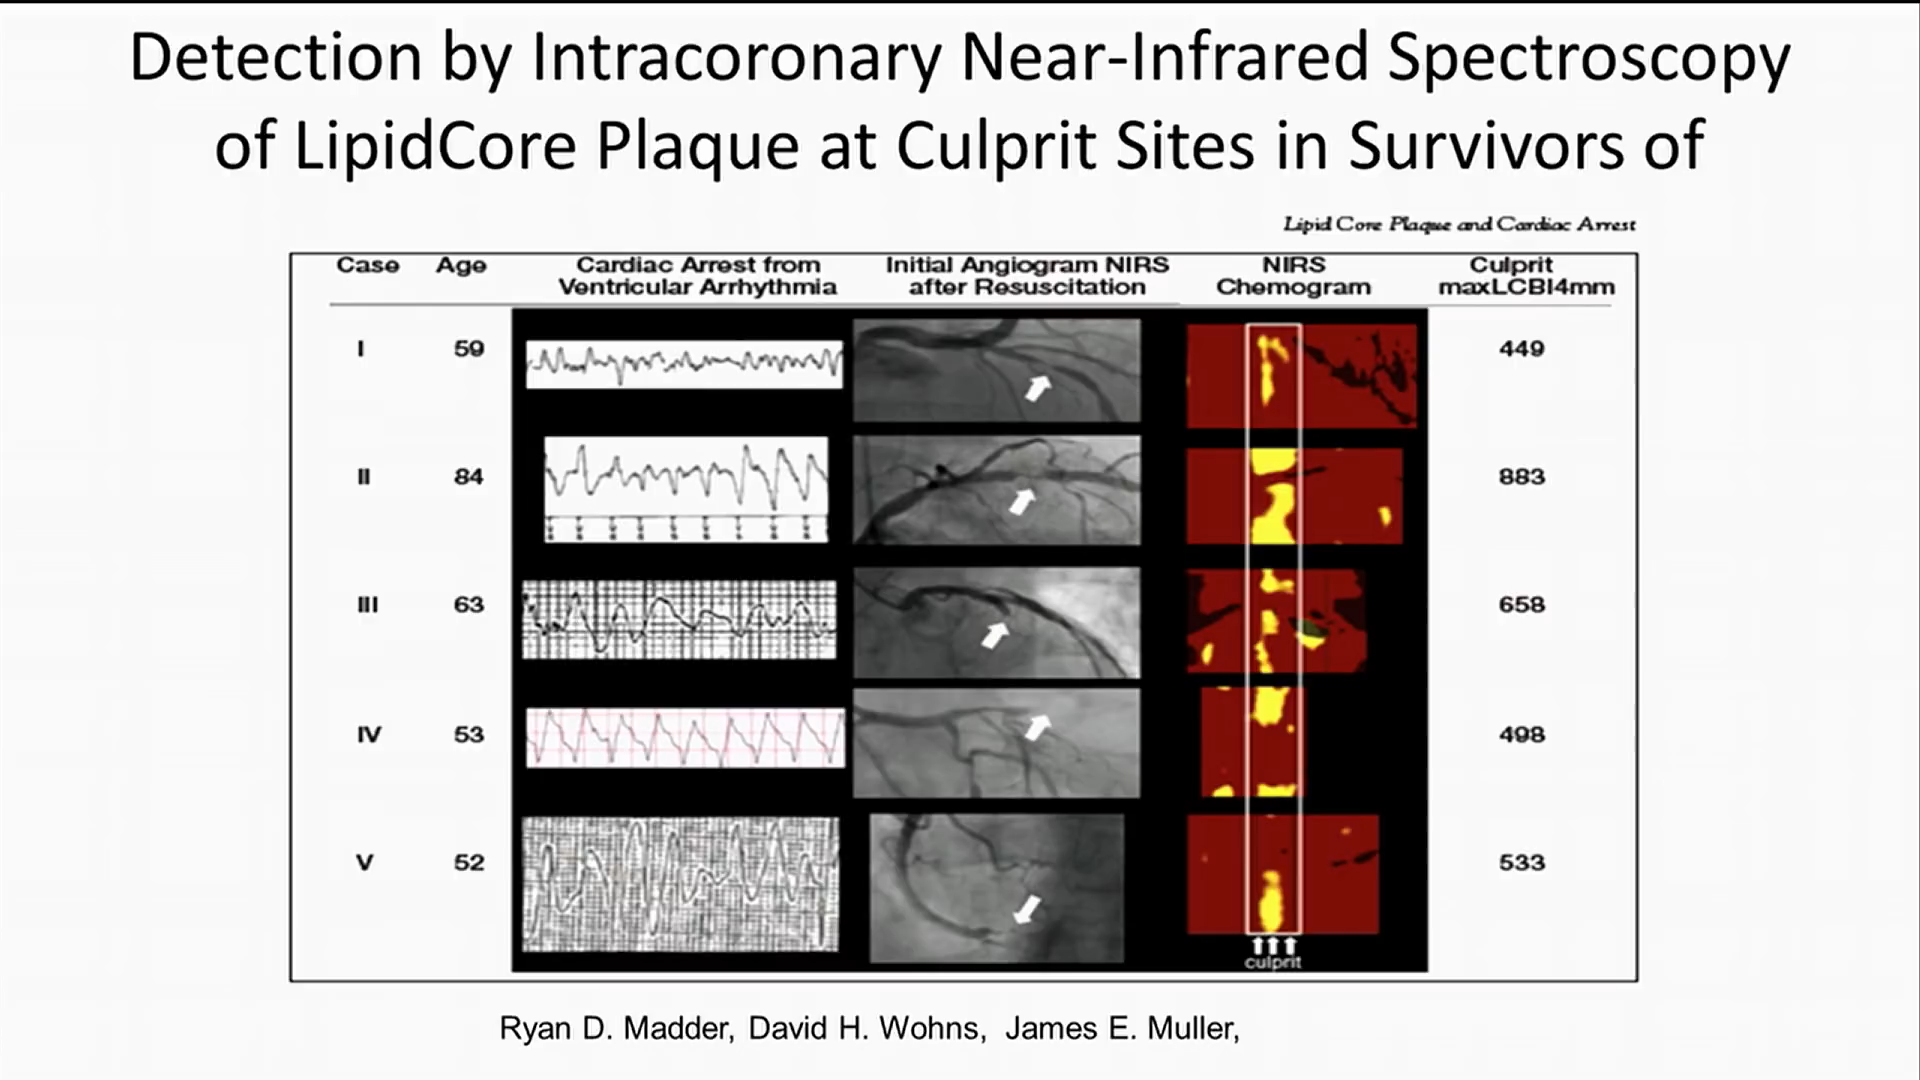 Detection by Intracoronary Near-Infrared Spectroscopy
of LipidCore Plaque at Culprit Sites in Survivors of
Lipid Core Plaque and Cardiac Arrest
Case Age Cardiac Arrest from Ventricular Arrhythmia Initial Angiogram NIRS after Resuscitation NIRS Chemogram Culprit maxLCBI4mm
I 59 449
II 84 883
III 63 658
IV 53 498
V 52 533
culprit
Ryan D. Madder, David H. Wohns, James E. Muller,